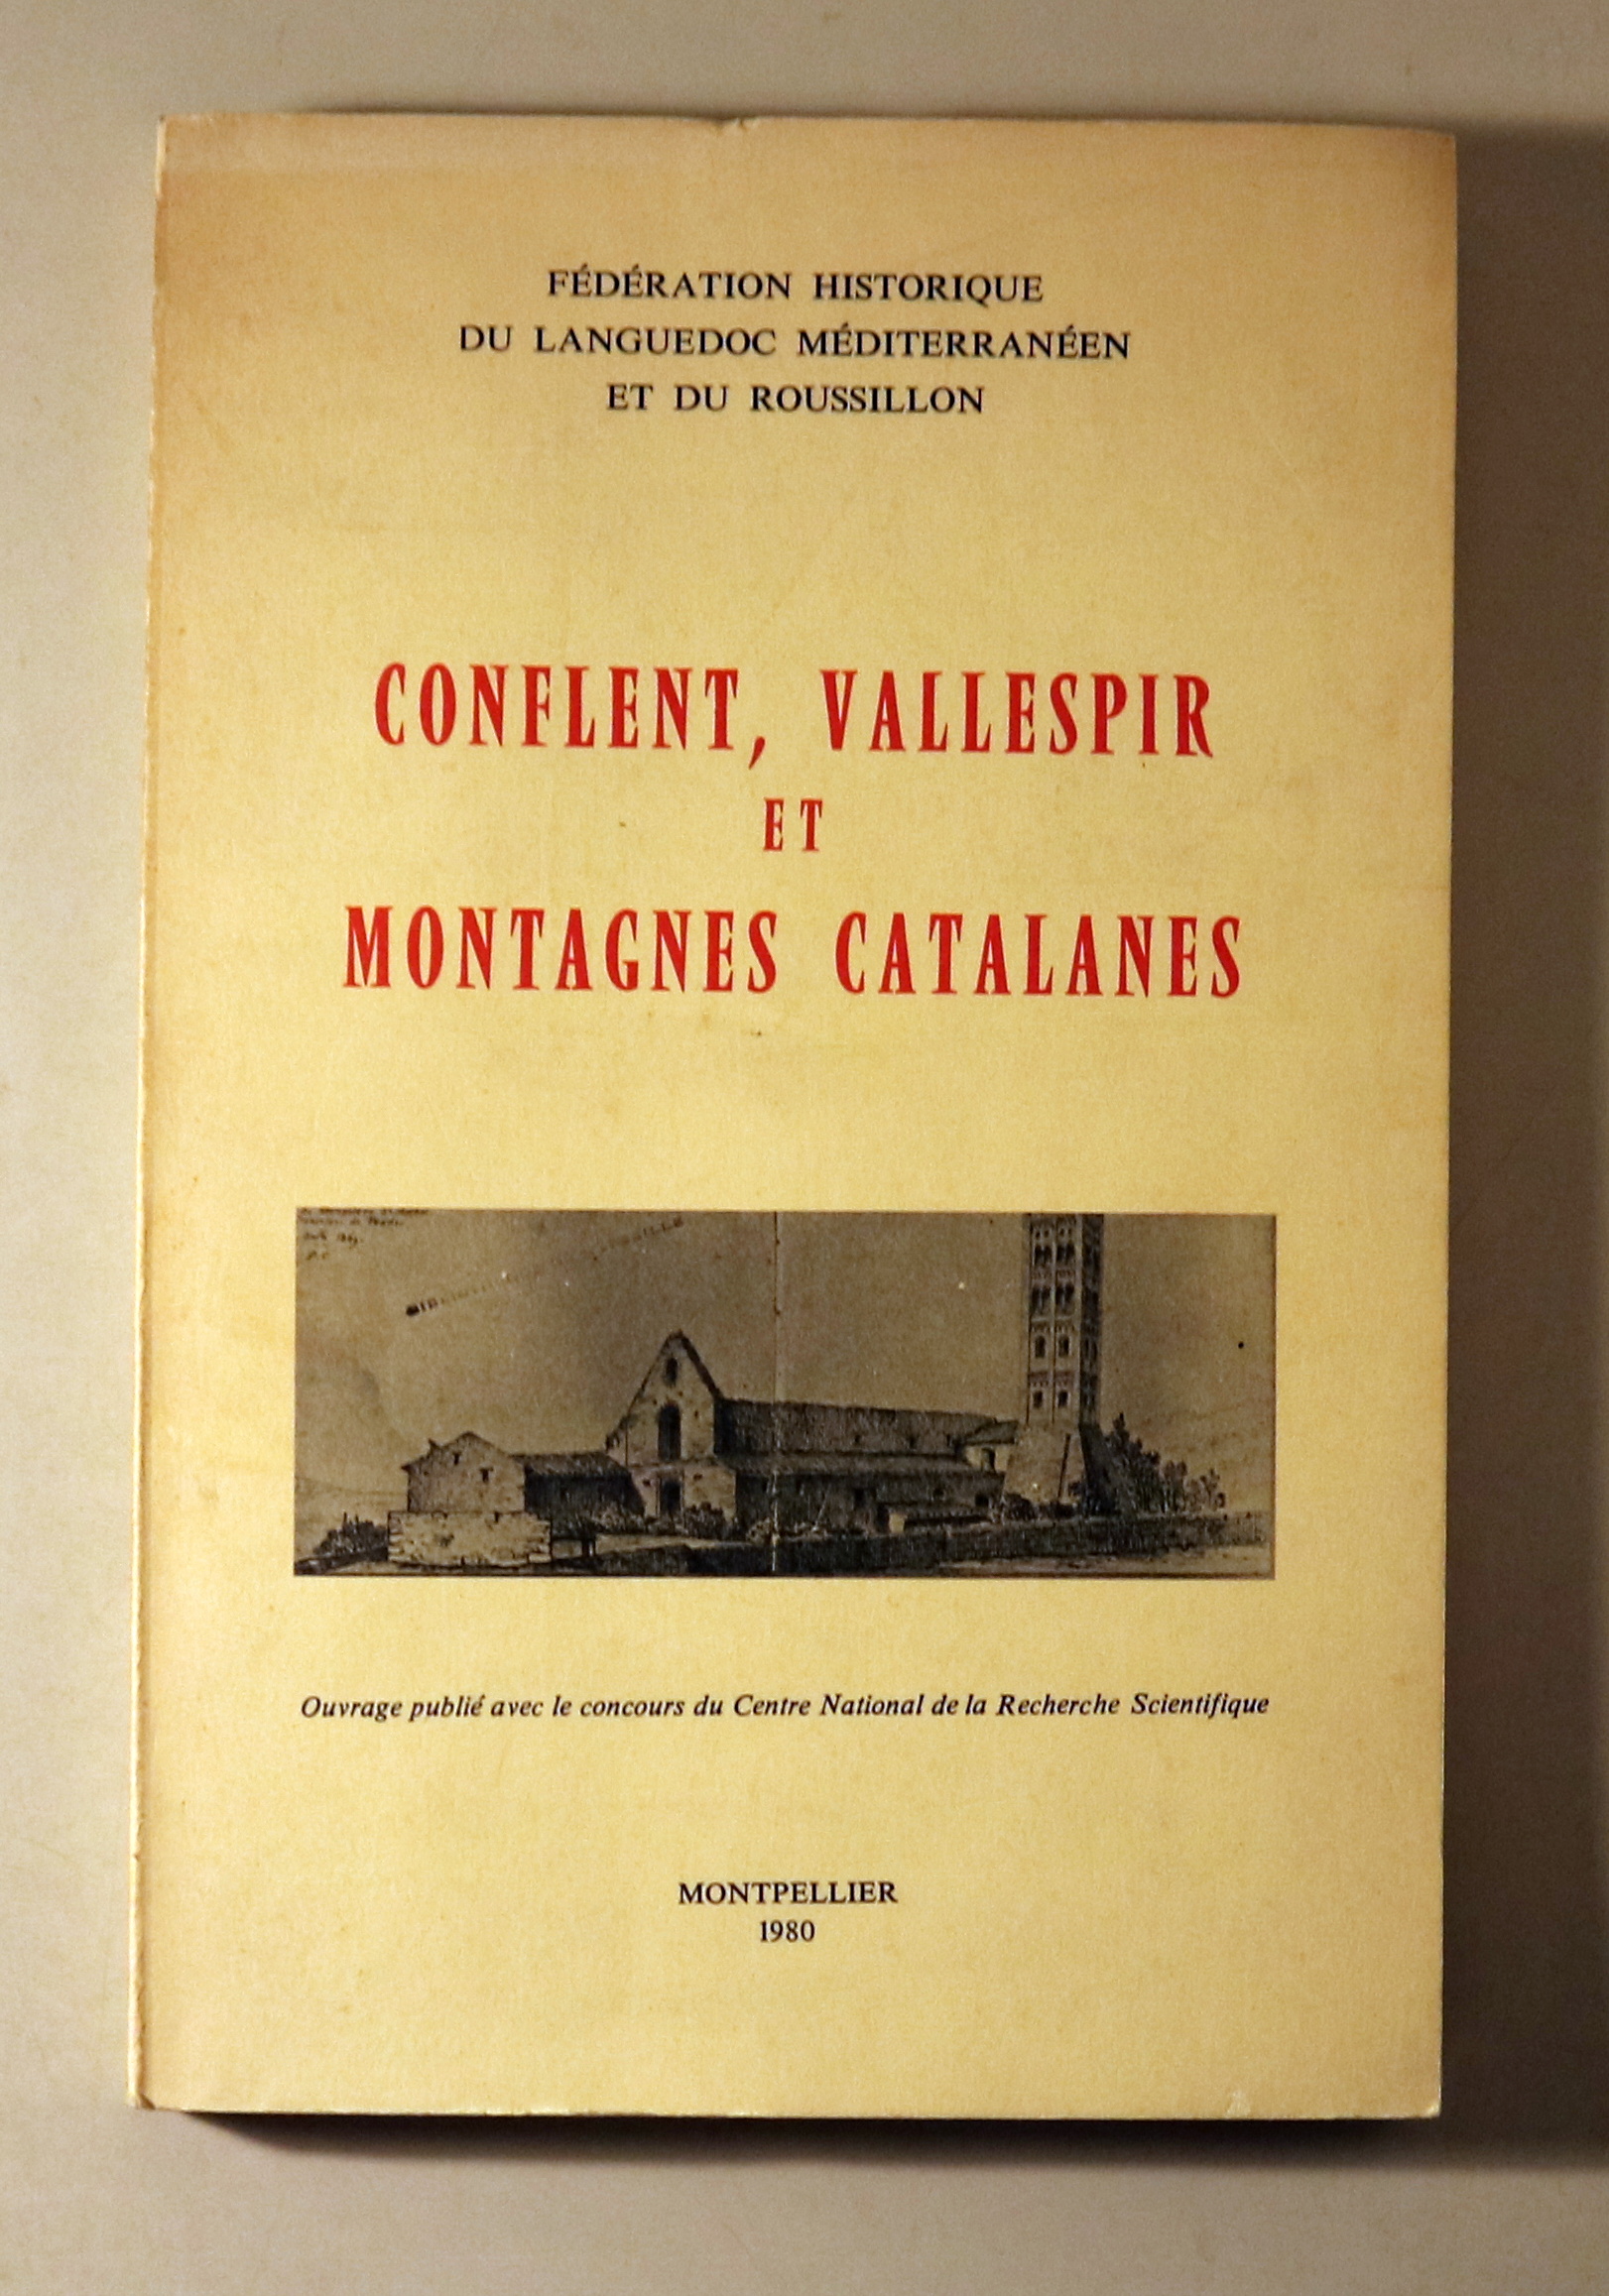 FÉDÉRATION HISTORIQUE
DU LANGUEDOC MÉDITERRANÉEN
ET DU ROUSSILLON
CONFLENT, VALLESPIR
ET
MONTAGNES CATALANES
Ouvrage publié avec le concours du Centre National de la Recherche Scientifique
MONTPELLIER
1980